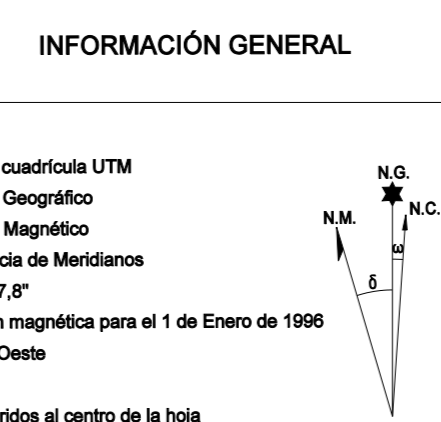 INFORMACIÓN GENERAL
cuadrícula UTM
Geográfico
Magnético
cia de Meridianos
7,8"
n magnética para el 1 de Enero de 1996
Oeste
ridos al centro de la hoja
N.G.
N.C.
N.M.
ω
δ